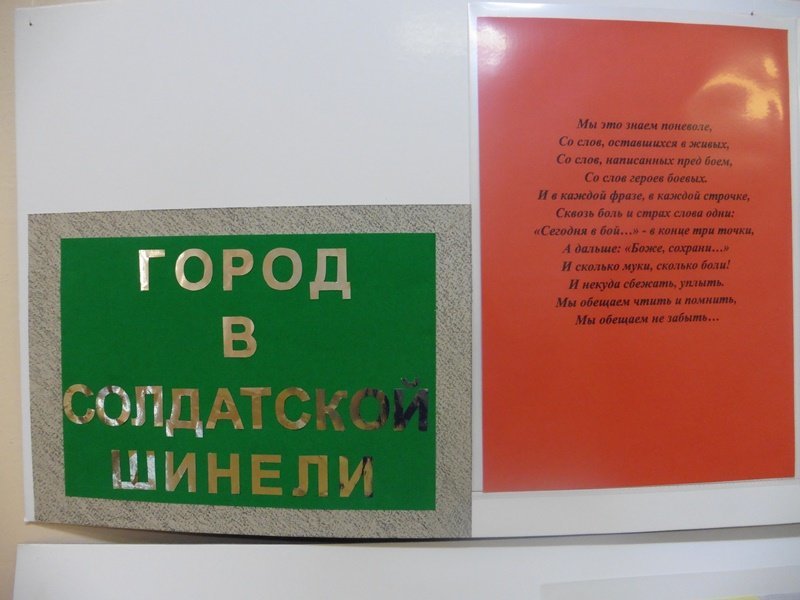 ГОРОД
В
СОЛДАТСКОЙ
ШИНЕЛИ
Мы это знаем поневоле,
Со слов, оставшихся в живых,
Со слов, написанных пред боем,
Со слов героев боевых.
И в каждой фразе, в каждой строчке,
Сквозь боль и страх слова одни:
«Сегодня в бой…» - в конце три точки,
А дальше: «Боже, сохрани…»
И сколько муки, сколько боли!
И некуда сбежать, уплыть.
Мы обещаем чтить и помнить,
Мы обещаем не забыть…